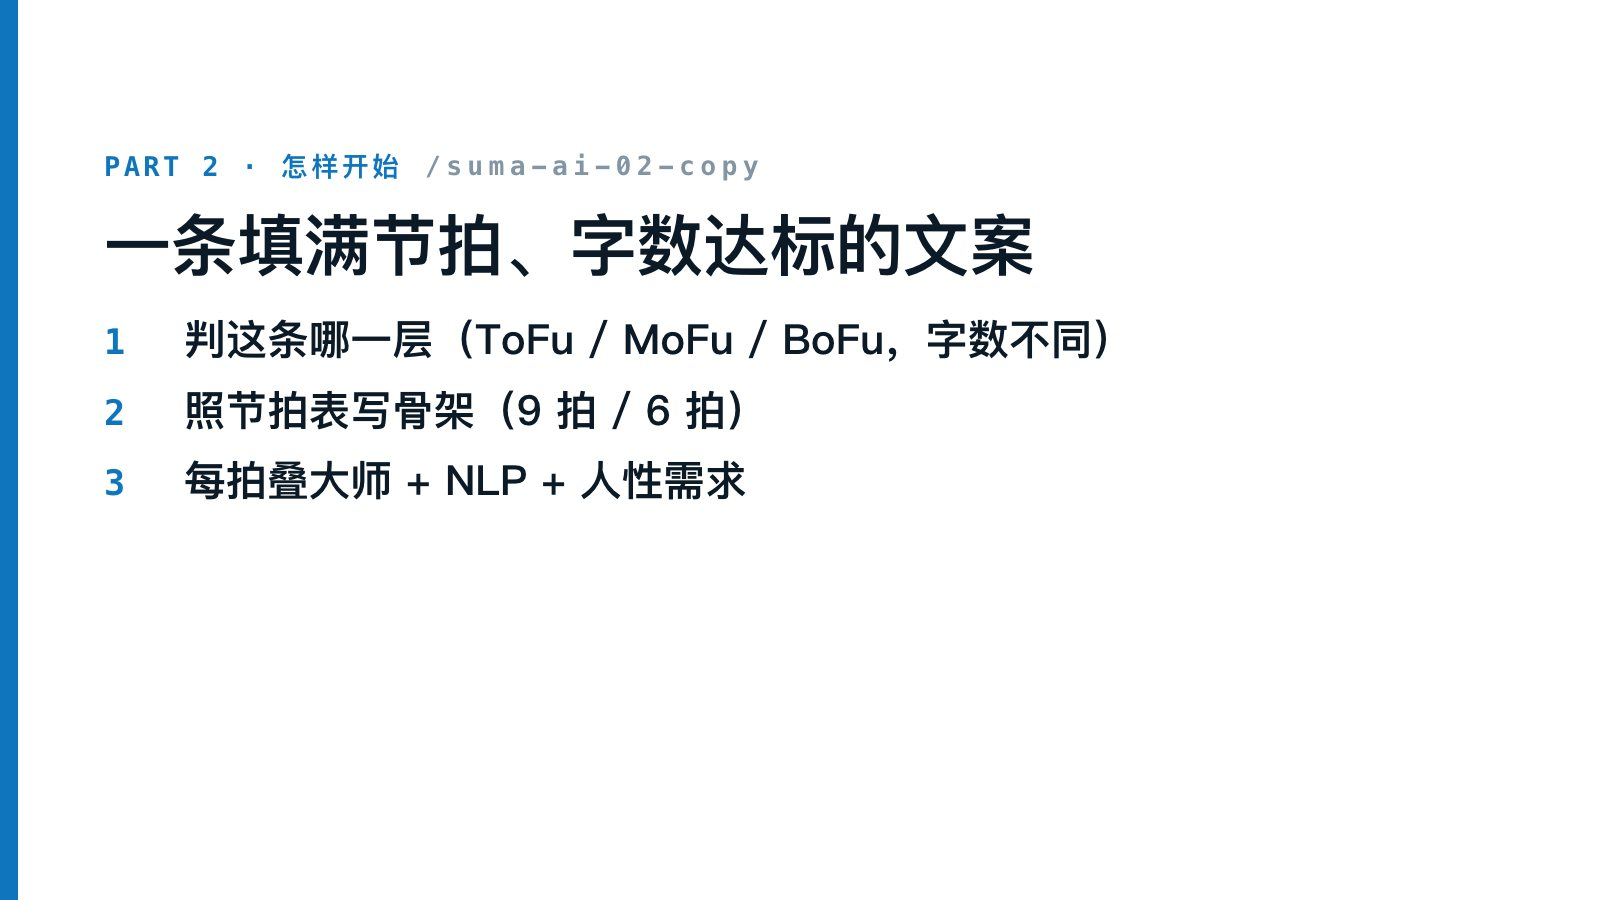 PART 2 · 怎样开始 /suma-ai-02-copy
一条填满节拍、字数达标的文案
1 判这条哪一层（ToFu / MoFu / BoFu，字数不同）
2 照节拍表写骨架（9 拍 / 6 拍）
3 每拍叠大师 + NLP + 人性需求